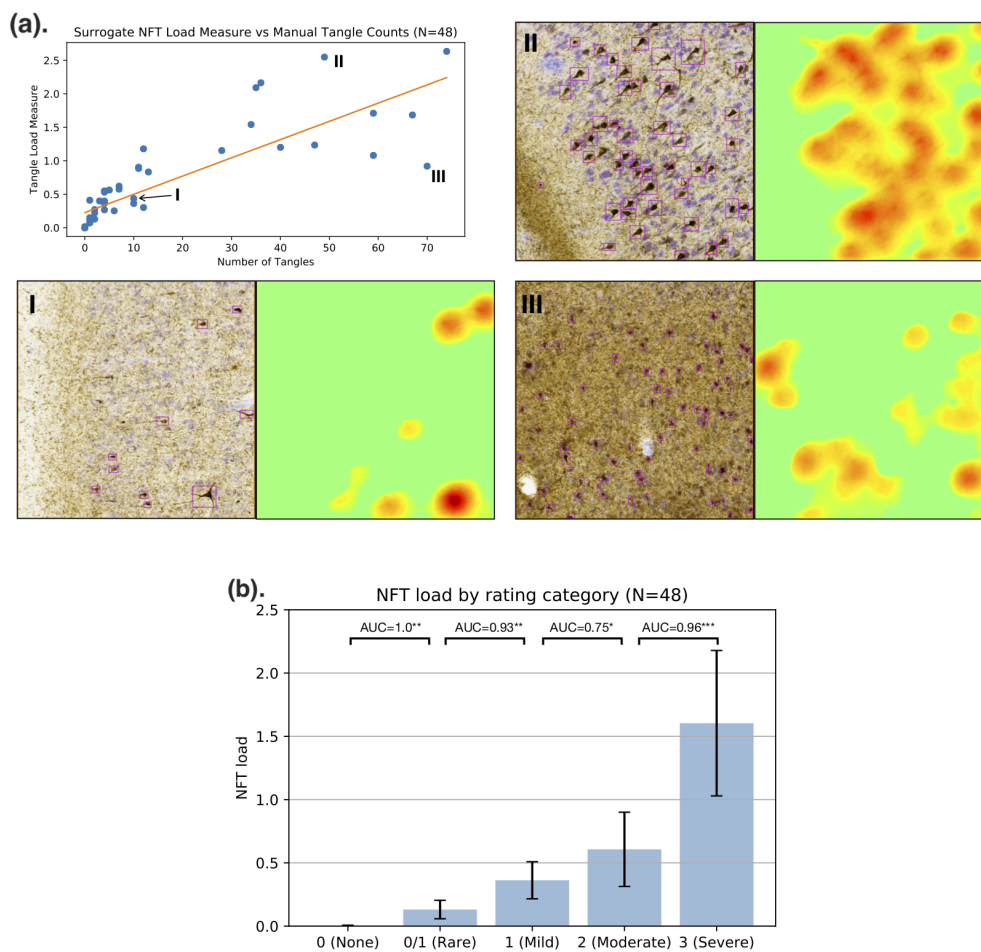 (a).
Surrogate NFT Load Measure vs Manual Tangle Counts (N=48)
Tangle Load Measure
2.5
2.0
1.5
1.0
0.5
0.0
II
III
I
0 10 20 30 40 50 60 70
Number of Tangles
II
I
III
(b).
NFT load by rating category (N=48)
AUC=1.0** AUC=0.93** AUC=0.75* AUC=0.96***
NFT load
2.5
2.0
1.5
1.0
0.5
0.0
0 (None) 0/1 (Rare) 1 (Mild) 2 (Moderate) 3 (Severe)